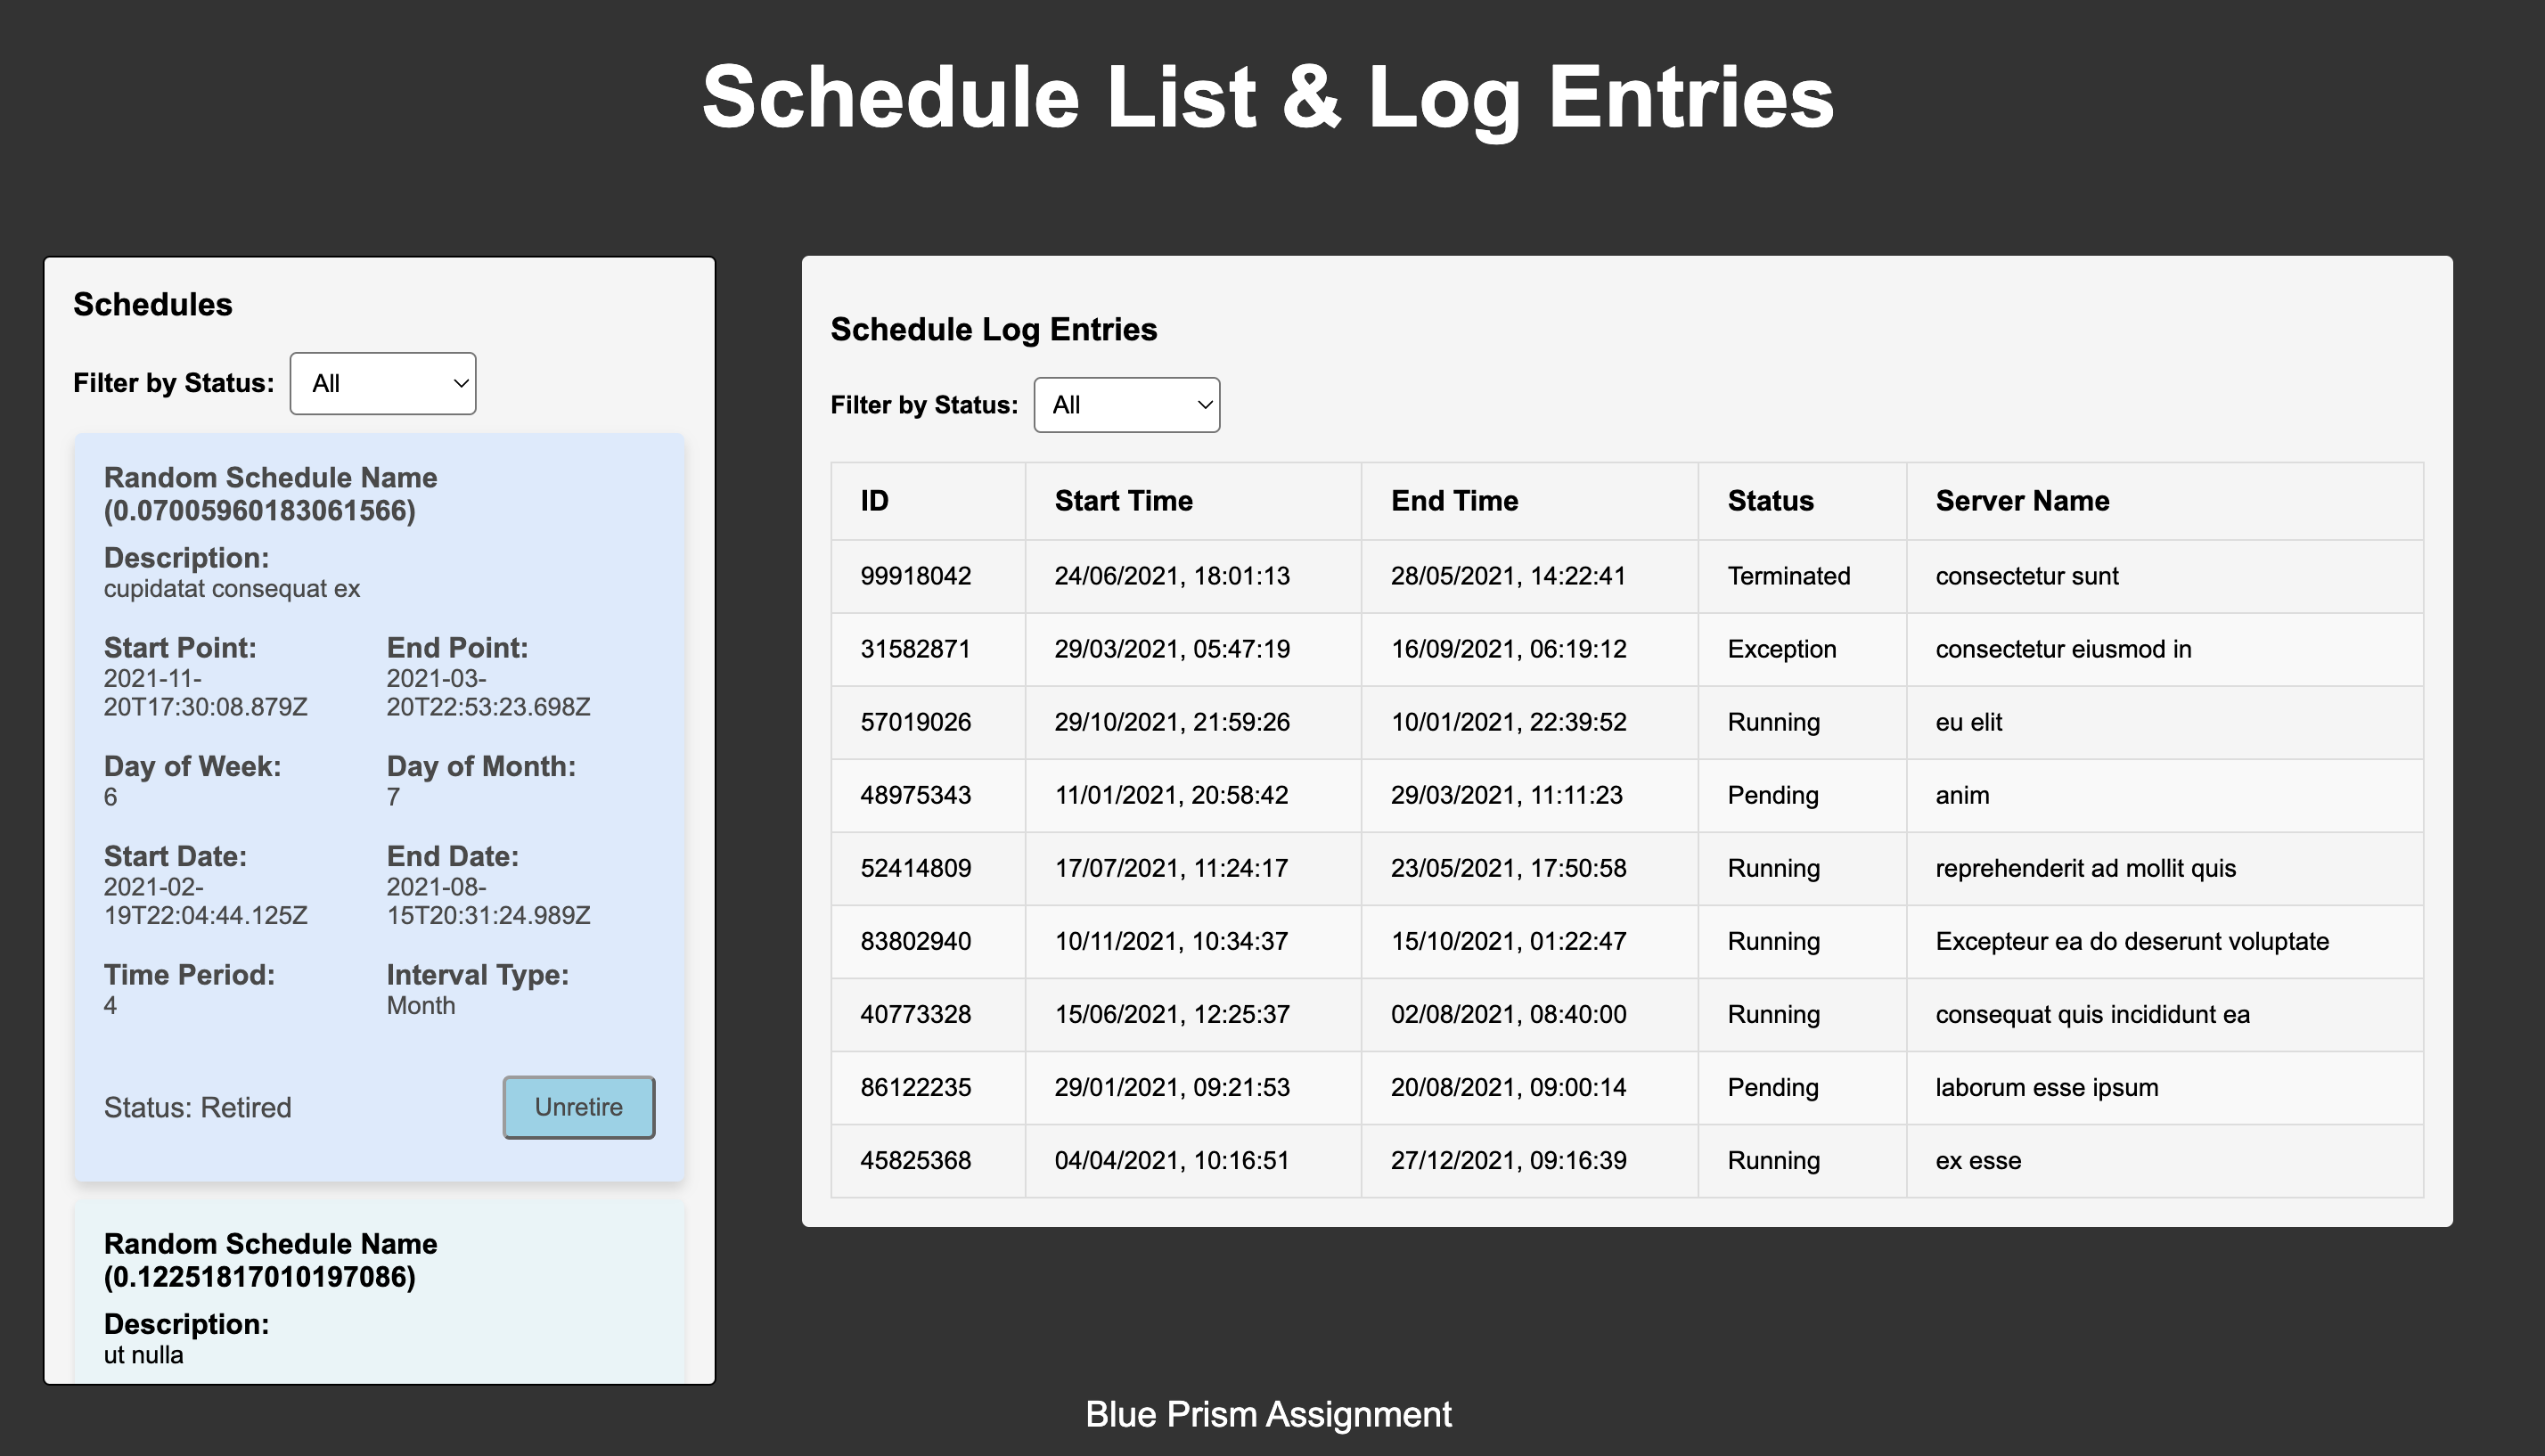 Schedule List & Log Entries
Schedules
Filter by Status: All
Random Schedule Name
(0.07005960183061566)
Description:
cupidatat consequat ex
Start Point: End Point:
2021-11- 2021-03-
20T17:30:08.879Z 20T22:53:23.698Z
Day of Week: Day of Month:
6 7
Start Date: End Date:
2021-02- 2021-08-
19T22:04:44.125Z 15T20:31:24.989Z
Time Period: Interval Type:
4 Month
Status: Retired Unretire
Random Schedule Name
(0.12251817010197086)
Description:
ut nulla
Schedule Log Entries
Filter by Status: All
ID Start Time End Time Status Server Name
99918042 24/06/2021, 18:01:13 28/05/2021, 14:22:41 Terminated consectetur sunt
31582871 29/03/2021, 05:47:19 16/09/2021, 06:19:12 Exception consectetur eiusmod in
57019026 29/10/2021, 21:59:26 10/01/2021, 22:39:52 Running eu elit
48975343 11/01/2021, 20:58:42 29/03/2021, 11:11:23 Pending anim
52414809 17/07/2021, 11:24:17 23/05/2021, 17:50:58 Running reprehenderit ad mollit quis
83802940 10/11/2021, 10:34:37 15/10/2021, 01:22:47 Running Excepteur ea do deserunt voluptate
40773328 15/06/2021, 12:25:37 02/08/2021, 08:40:00 Running consequat quis incididunt ea
86122235 29/01/2021, 09:21:53 20/08/2021, 09:00:14 Pending laborum esse ipsum
45825368 04/04/2021, 10:16:51 27/12/2021, 09:16:39 Running ex esse
Blue Prism Assignment